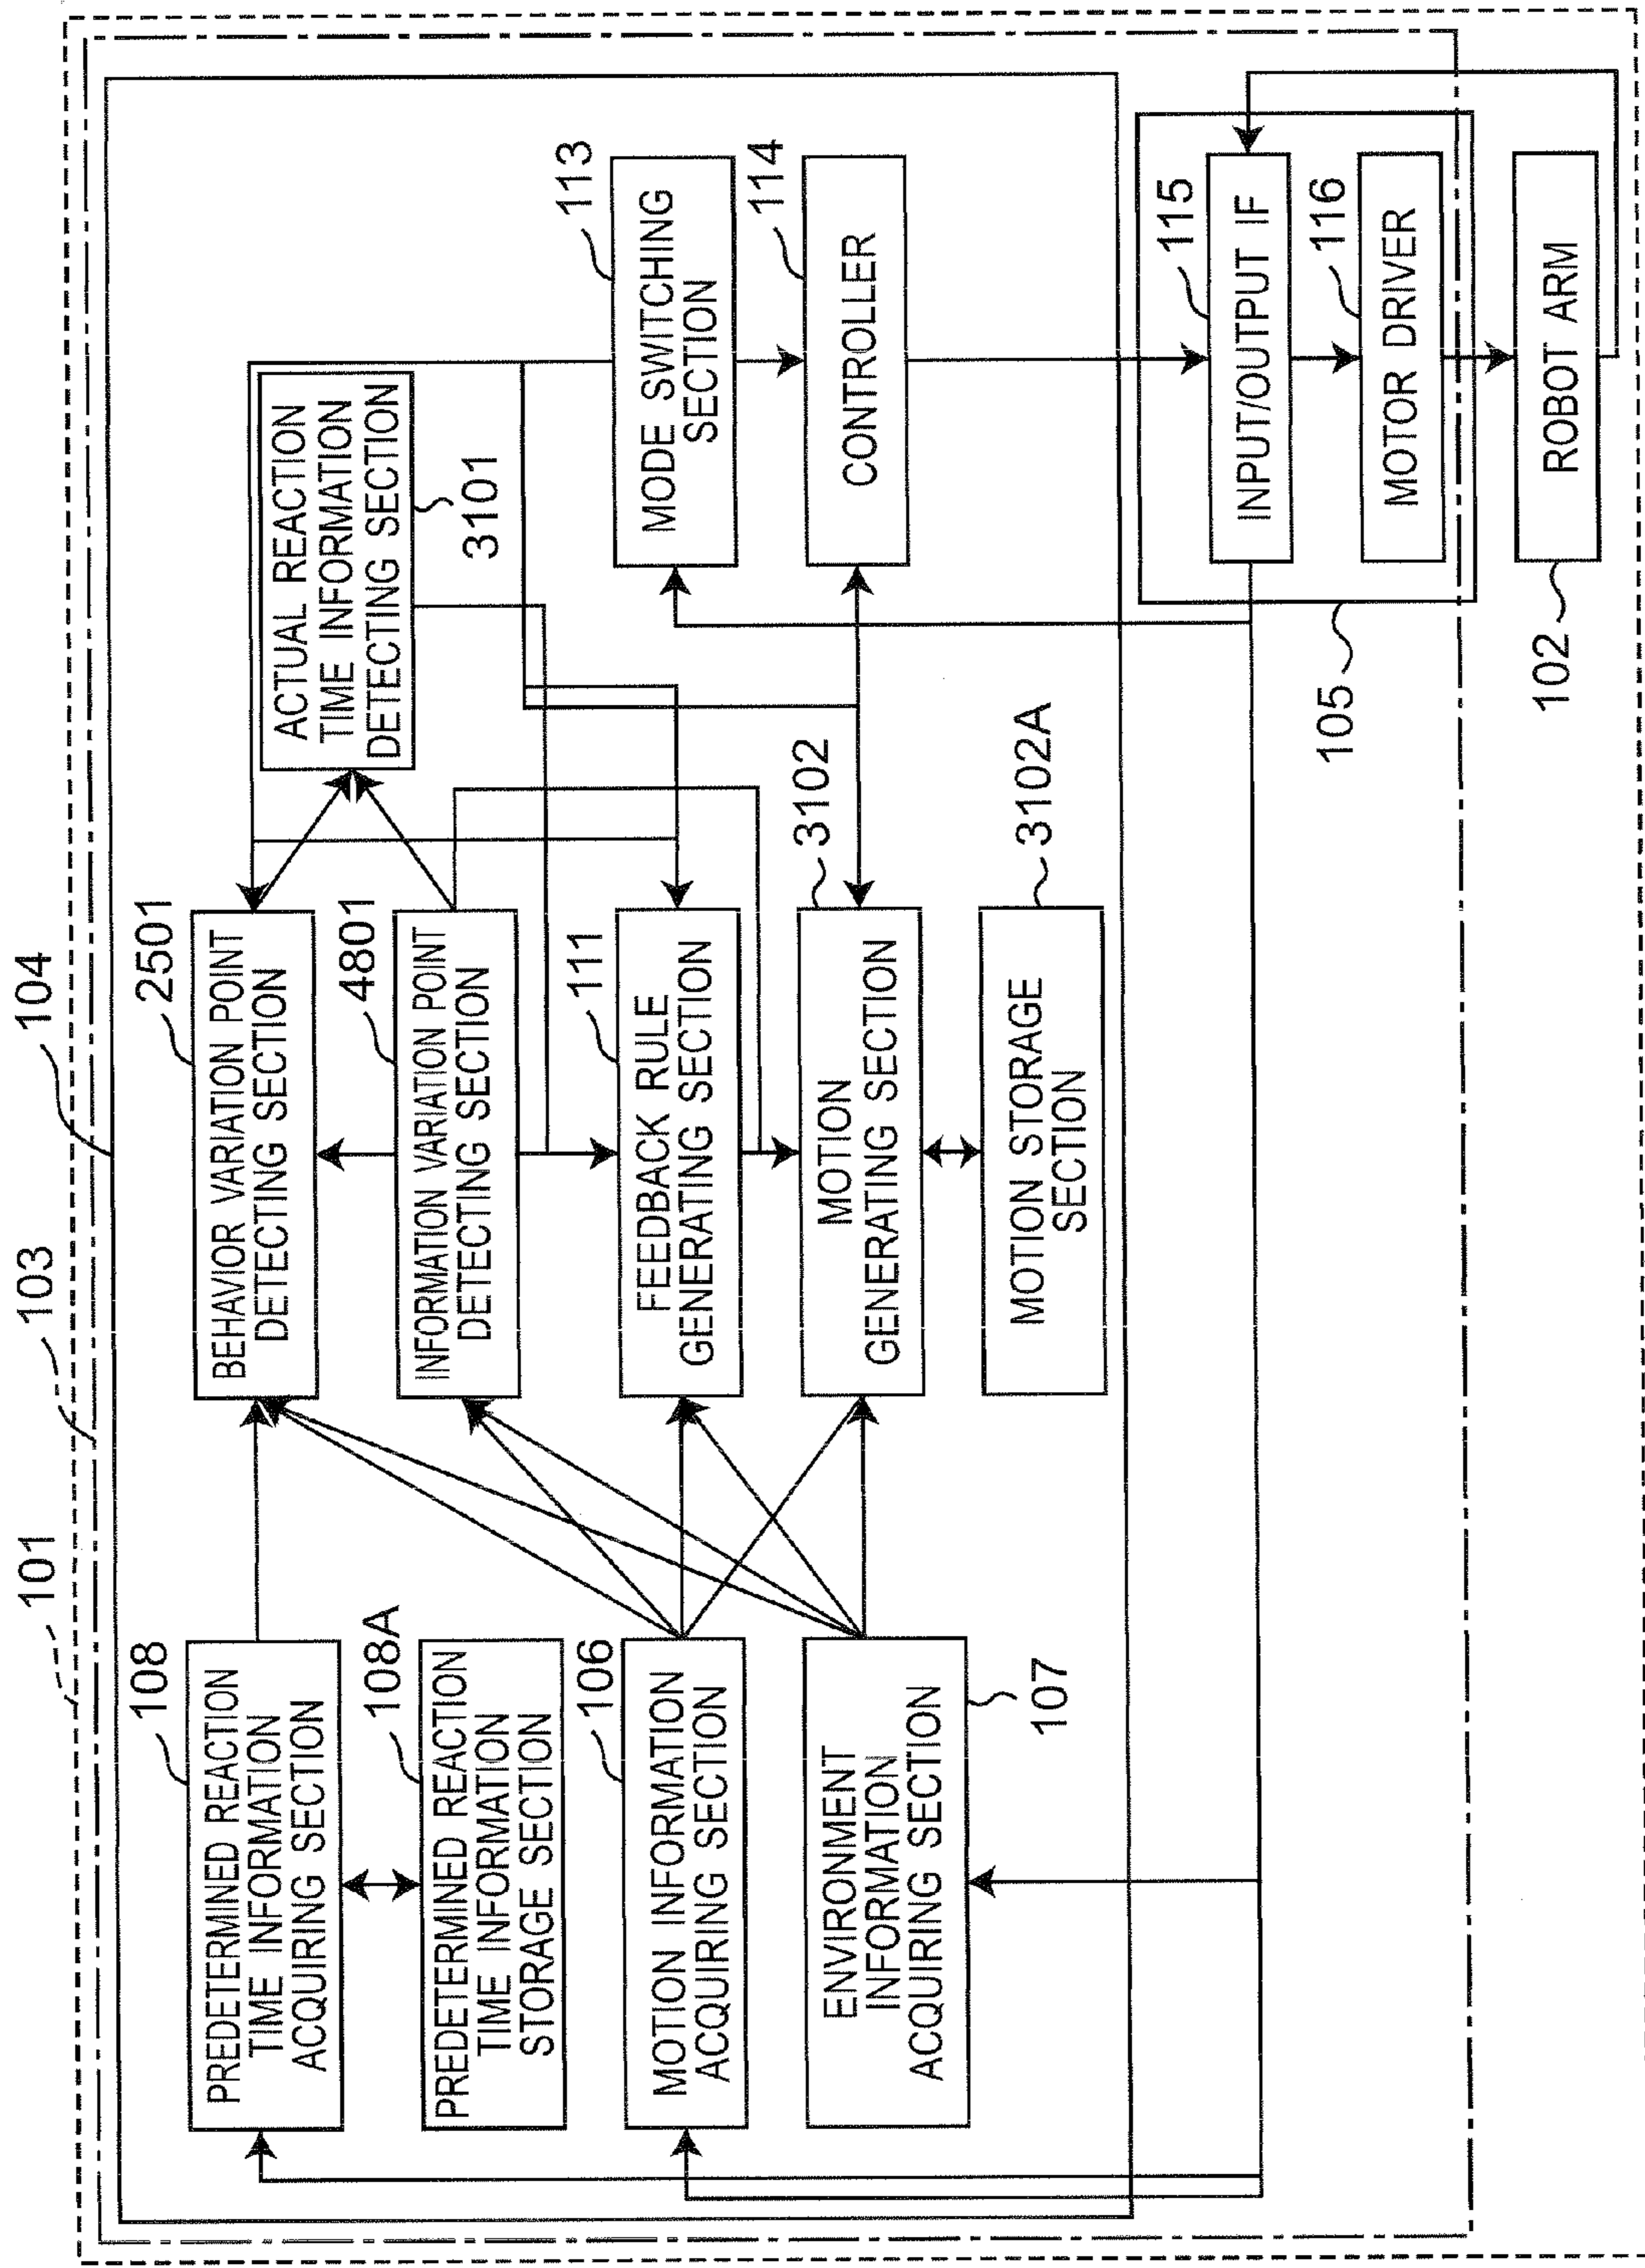 101
103
104
108
PREDETERMINED REACTION
TIME INFORMATION
ACQUIRING SECTION
108A
PREDETERMINED REACTION
TIME INFORMATION
STORAGE SECTION
106
MOTION INFORMATION
ACQUIRING SECTION
ENVIRONMENT
INFORMATION
ACQUIRING SECTION
107
2501
BEHAVIOR VARIATION POINT
DETECTING SECTION
4801
INFORMATION VARIATION POINT
DETECTING SECTION
111
FEEDBACK RULE
GENERATING SECTION
3102
MOTION
GENERATING SECTION
3102A
MOTION STORAGE
SECTION
ACTUAL REACTION
TIME INFORMATION
DETECTING SECTION
3101
113
MODE SWITCHING
SECTION
114
CONTROLLER
115
INPUT/OUTPUT IF
116
MOTOR DRIVER
105
ROBOT ARM
102